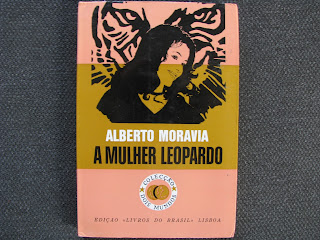 ALBERTO MORAVIA
A MULHER LEOPARDO
COLECÇÃO
DOIS MUNDOS
EDIÇÃO «LIVROS DO BRASIL» LISBOA